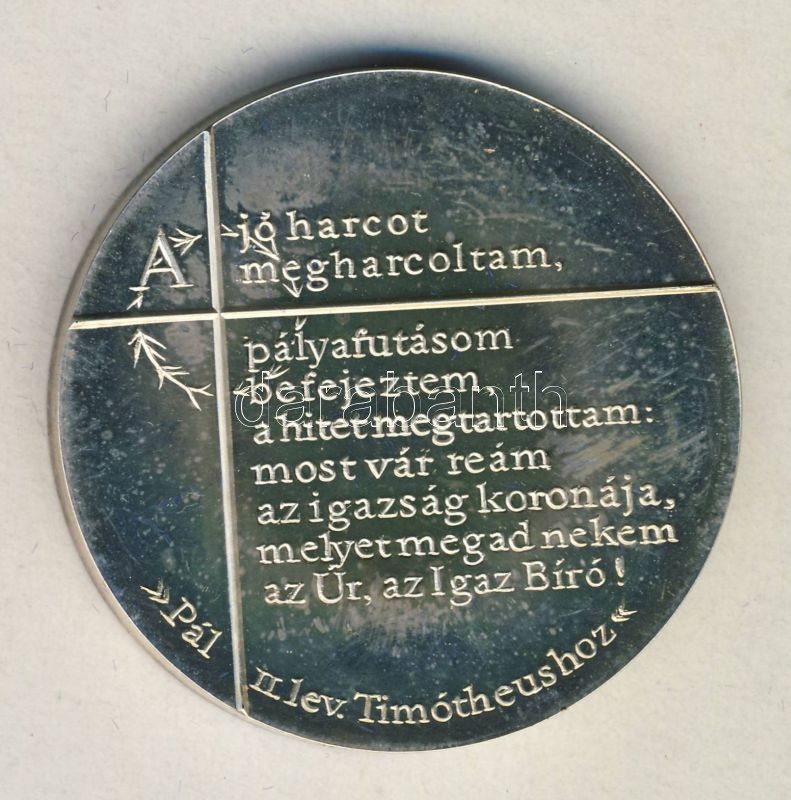 A jó harcot
megharcoltam,
pályafutásom
befejeztem
a hitet megtartottam:
most vár reám
az igazság koronája,
melyet megad nekem
az Úr, az Igaz Bíró!
»Pál II lev. Timótheushoz«
darabanth